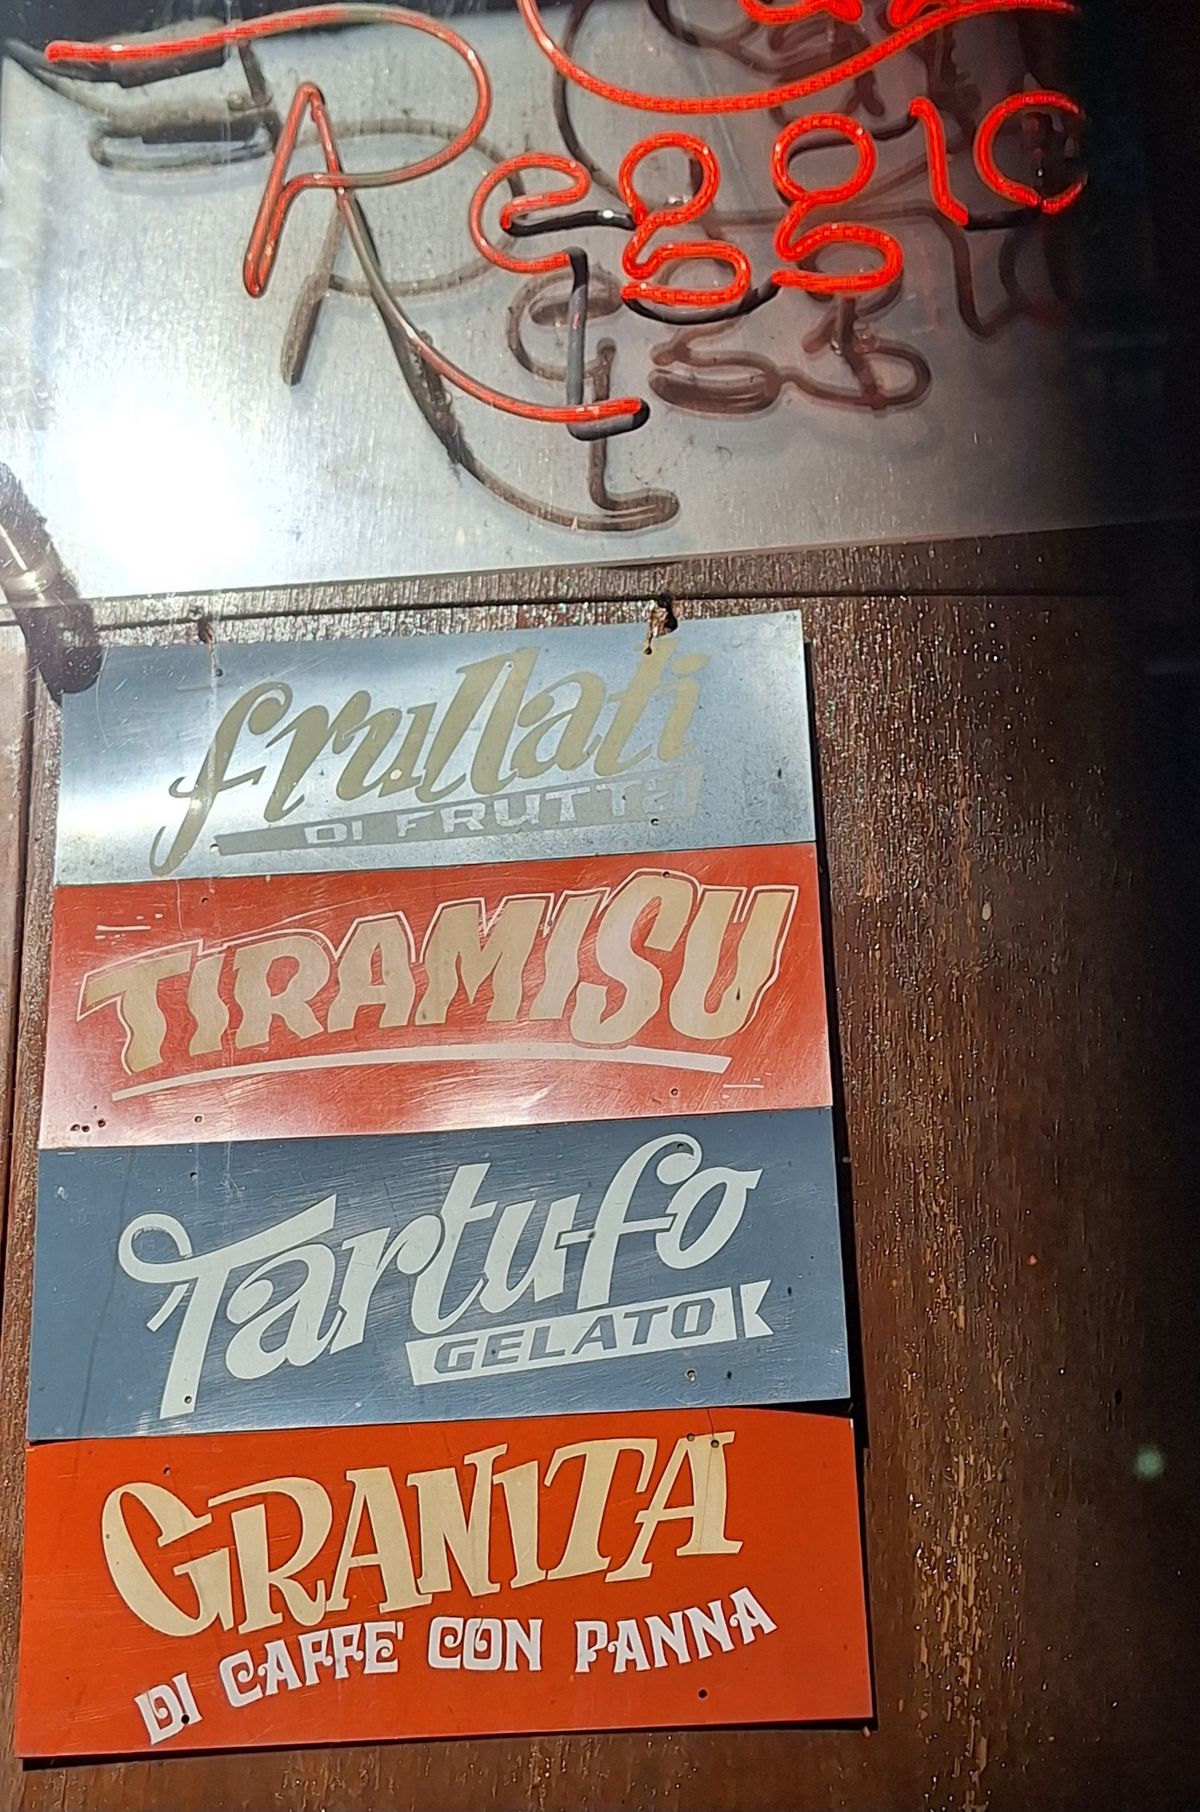 Reggio
frullati
DI FRUTTA
TIRAMISU
Tartufo
GELATO
GRANITA
DI CAFFE' CON PANNA